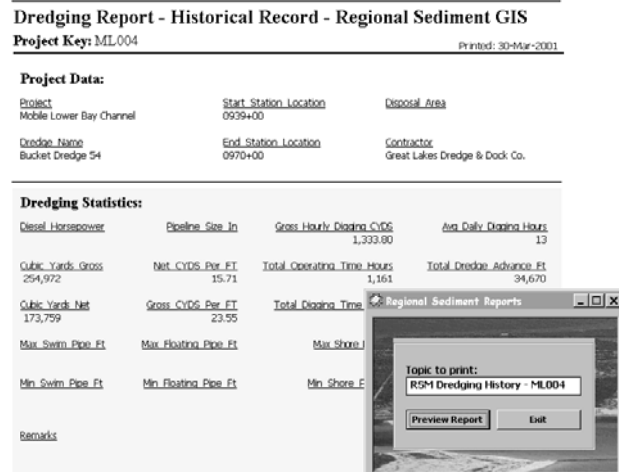 Dredging Report - Historical Record - Regional Sediment GIS
Project Key: ML004
Printed: 30-Mar-2001
Project Data:
Project Start Station Location Disposal Area
Mobile Lower Bay Channel 0939+00
Dredge Name End Station Location Contractor
Bucket Dredge 54 0970+00 Great Lakes Dredge & Dock Co.
Dredging Statistics:
Diesel Horsepower Pipeline Size In Gross Hourly Digging CYDS Avg Daily Digging Hours
1,333.80 13
Cubic Yards Gross Net CYDS Per FT Total Operating Time Hours Total Dredge Advance Ft
254,972 15.71 1,161 34,670
Cubic Yards Net Gross CYDS Per FT Total Digging Time
173,759 23.55
Max Swim Pipe Ft Max Floating Pipe Ft Max Shore
Min Swim Pipe Ft Min Floating Pipe Ft Min Shore F
Remarks
Regional Sediment Reports
Topic to print:
RSM Dredging History - ML004
Preview Report Exit